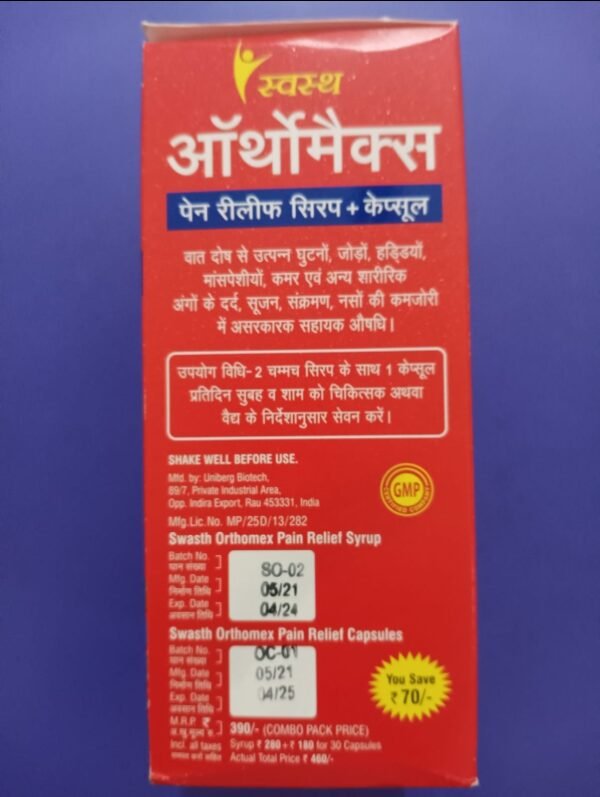 स्वस्थ
ऑर्थोमैक्स
पेन रीलीफ सिरप + केप्सूल
वात दोष से उत्पन्न घुटनों, जोड़ों, हड्डियों,
मांसपेशीयों, कमर एवं अन्य शारीरिक
अंगों के दर्द, सूजन, संक्रमण, नसों की कमजोरी
में असरकारक सहायक औषधि।
उपयोग विधि-2 चम्मच सिरप के साथ 1 केप्सूल
प्रतिदिन सुबह व शाम को चिकित्सक अथवा
वैद्य के निर्देशानुसार सेवन करें।
SHAKE WELL BEFORE USE.
Mfd. by: Uniberg Biotech,
89/7, Private Industrial Area,
Opp. Indira Export, Rau 453331, India
GMP
CERTIFIED COMPANY
Mfg.Lic.No. MP/25D/13/282
Swasth Orthomex Pain Relief Syrup
Batch No.
घान संख्या
SO-02
Mfg. Date
निर्माण तिथि
05/21
Exp. Date
अवसान तिथि
04/24
Swasth Orthomex Pain Relief Capsules
Batch No.
घान संख्या
OC-01
Mfg. Date
निर्माण तिथि
05/21
Exp. Date
अवसान तिथि
04/25
You Save
₹ 70/-
M.R.P. ₹
390/- (COMBO PACK PRICE)
Incl. all taxes
Syrup ₹ 280 + ₹ 180 for 30 Capsules
Actual Total Price ₹ 460/-